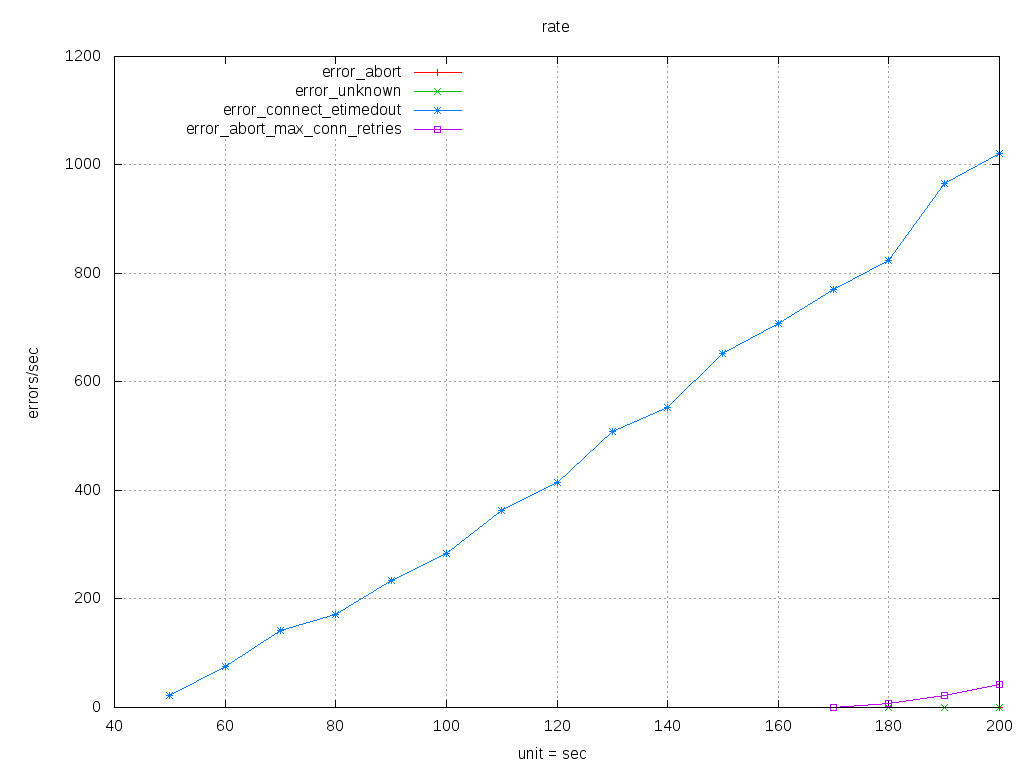 rate
1200
1000
800
600
400
200
0
errors/sec
error_abort
error_unknown
error_connect_etimedout
error_abort_max_conn_retries
40 60 80 100 120 140 160 180 200
unit = sec